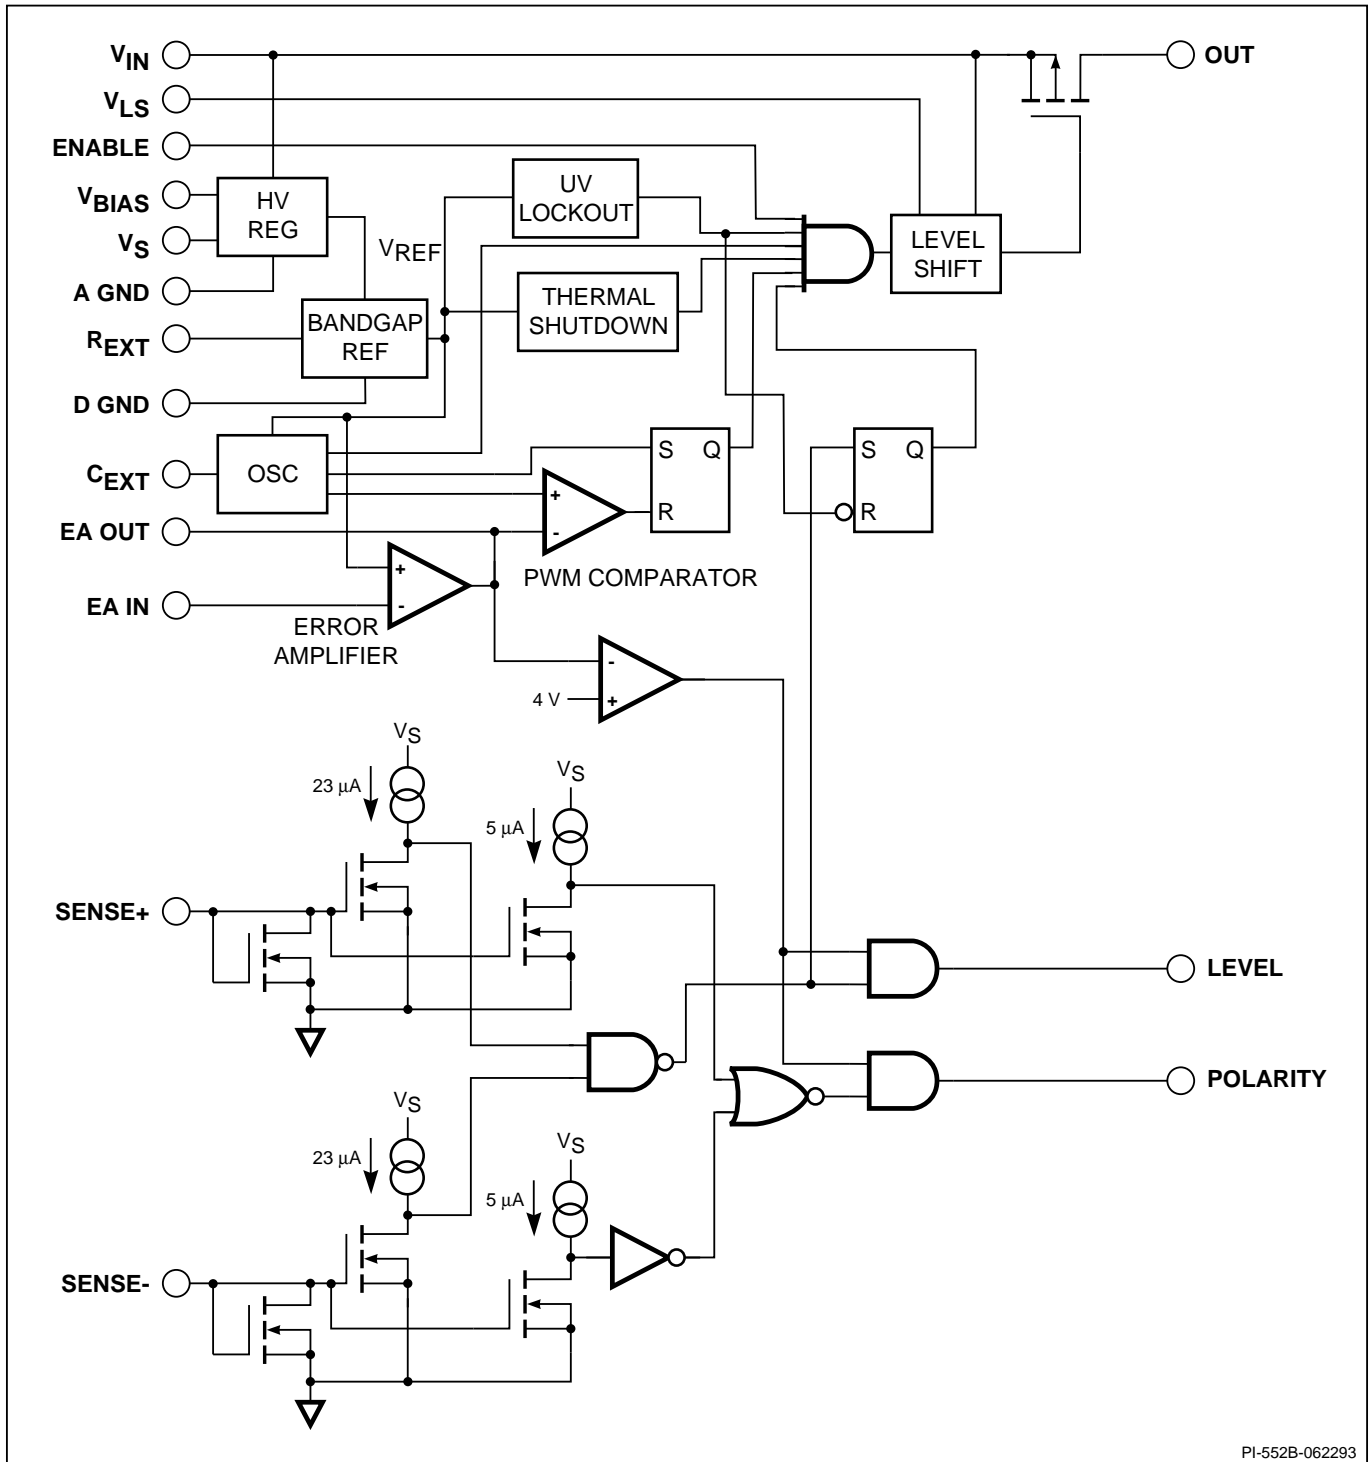 VIN
OUT
VLS
ENABLE
VBIAS
HV
REG
UV
LOCKOUT
VS
VREF
LEVEL
SHIFT
A GND
THERMAL
SHUTDOWN
REXT
BANDGAP
REF
D GND
CEXT
OSC
S Q
R
S Q
R
EA OUT
+
-
PWM COMPARATOR
EA IN
+
-
ERROR
AMPLIFIER
-
+
4 V
VS
23 µA
VS
5 µA
SENSE+
LEVEL
POLARITY
VS
23 µA
VS
5 µA
SENSE-
PI-552B-062293